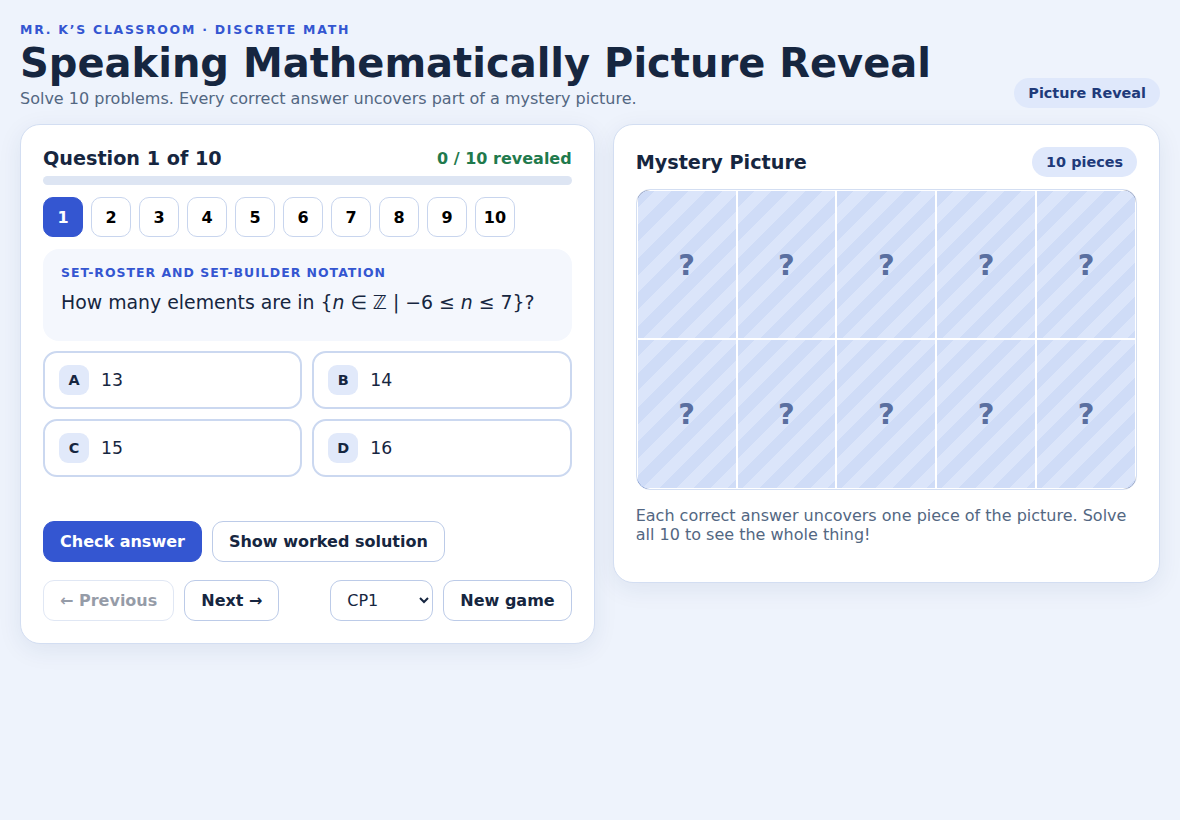 MR. K’S CLASSROOM · DISCRETE MATH
Speaking Mathematically Picture Reveal
Solve 10 problems. Every correct answer uncovers part of a mystery picture.
Picture Reveal
Question 1 of 10
0 / 10 revealed
1 2 3 4 5 6 7 8 9 10
SET-ROSTER AND SET-BUILDER NOTATION
How many elements are in {n ∈ ℤ | −6 ≤ n ≤ 7}?
A 13
B 14
C 15
D 16
Check answer
Show worked solution
← Previous
Next →
CP1
New game
Mystery Picture
10 pieces
? ? ? ? ?
? ? ? ? ?
Each correct answer uncovers one piece of the picture. Solve
all 10 to see the whole thing!